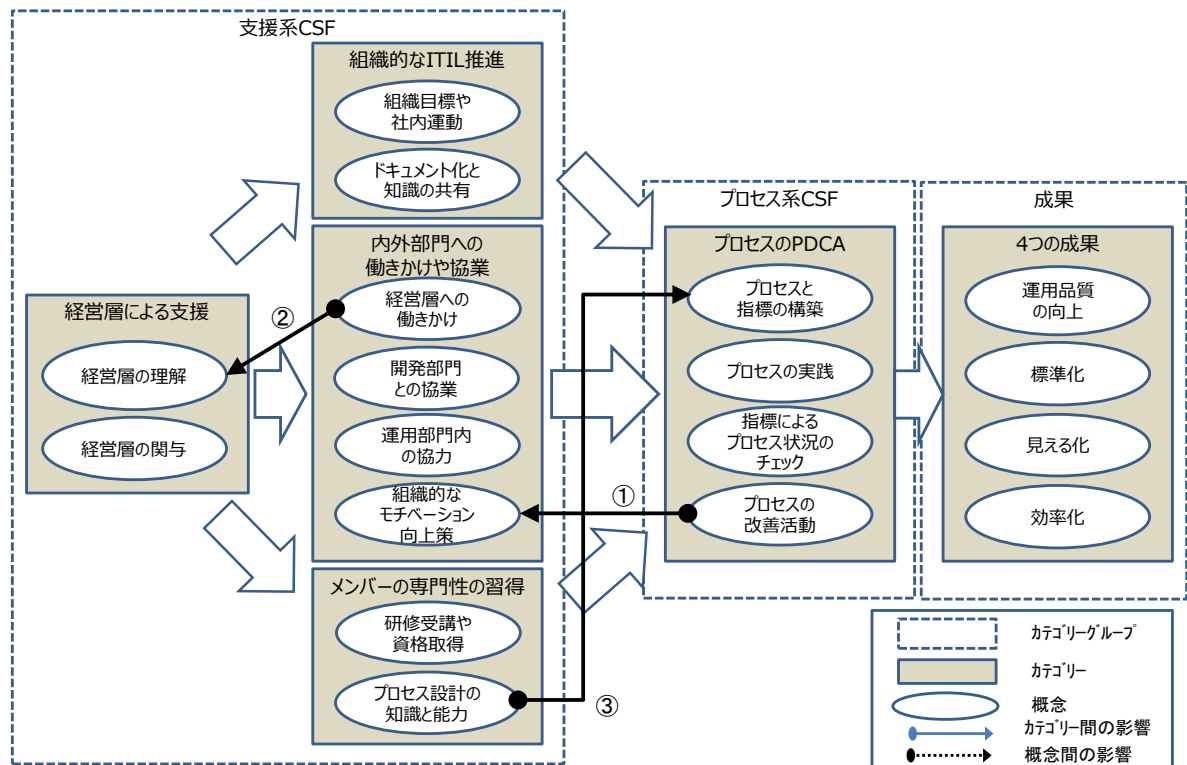 支援系CSF
組織的なITIL推進
組織目標や
社内運動
ドキュメント化と
知識の共有
内外部門への
働きかけや協業
経営層への
働きかけ
開発部門
との協業
運用部門内
の協力
組織的な
モチベーション
向上策
メンバーの専門性の習得
研修受講や
資格取得
プロセス設計の
知識と能力
経営層による支援
経営層の理解
経営層の関与
②
①
③
プロセス系CSF
プロセスのPDCA
プロセスと
指標の構築
プロセスの実践
指標による
プロセス状況の
チェック
プロセスの
改善活動
成果
4つの成果
運用品質
の向上
標準化
見える化
効率化
カテゴリーグループ
カテゴリー
概念
カテゴリー間の影響
概念間の影響